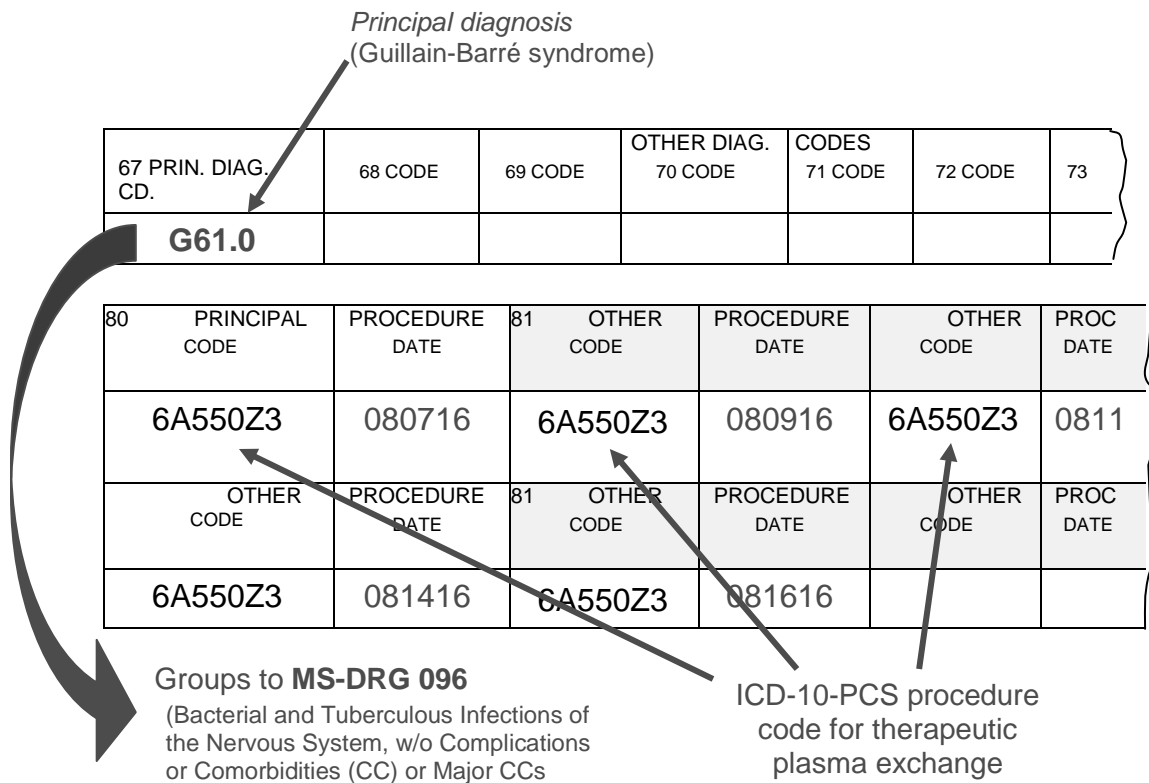 Principal diagnosis
(Guillain-Barré syndrome)
OTHER DIAG. CODES
67 PRIN. DIAG. CD. 68 CODE 69 CODE 70 CODE 71 CODE 72 CODE 73
G61.0
80 PRINCIPAL PROCEDURE 81 OTHER PROCEDURE OTHER PROC
CODE DATE CODE DATE CODE DATE
6A550Z3 080716 6A550Z3 080916 6A550Z3 0811
OTHER PROCEDURE 81 OTHER PROCEDURE OTHER PROC
CODE DATE CODE DATE CODE DATE
6A550Z3 081416 6A550Z3 081616
Groups to MS-DRG 096
(Bacterial and Tuberculous Infections of
the Nervous System, w/o Complications
or Comorbidities (CC) or Major CCs
ICD-10-PCS procedure
code for therapeutic
plasma exchange